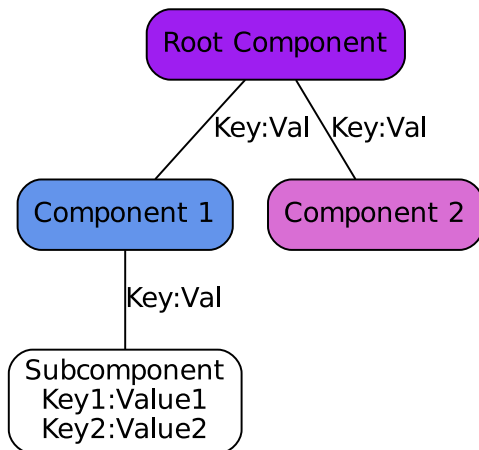 Root Component
Key:Val
Key:Val
Component 1
Component 2
Key:Val
Subcomponent
Key1:Value1
Key2:Value2